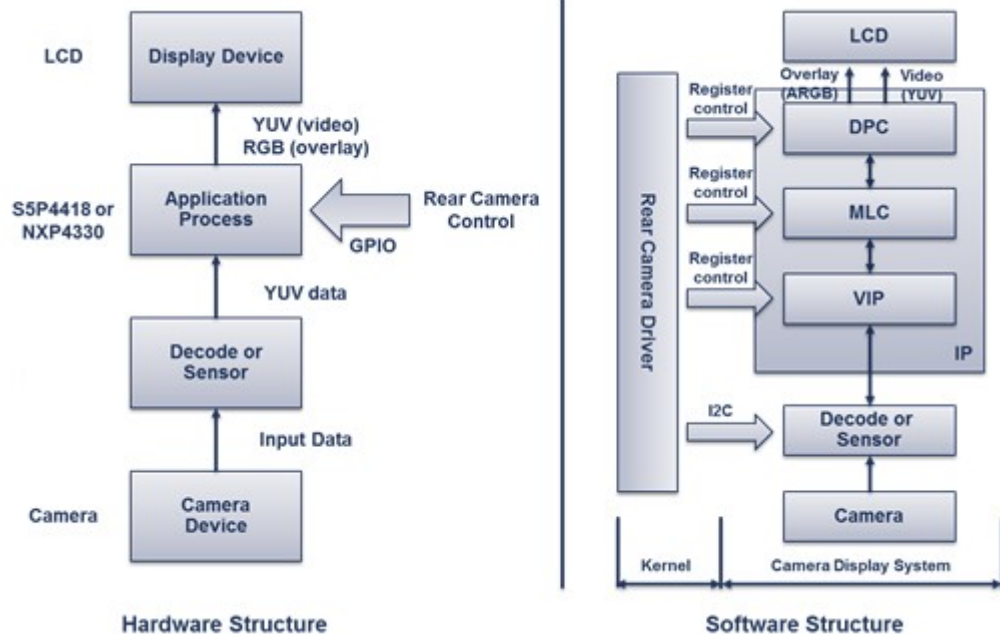 LCD
Display Device
YUV (video)
RGB (overlay)
S5P4418 or
NXP4330
Application
Process
Rear Camera
Control
GPIO
YUV data
Decode or
Sensor
Input Data
Camera
Camera
Device
Hardware Structure
LCD
Overlay
(ARGB)
Video
(YUV)
Register
control
DPC
Register
control
MLC
Register
control
VIP
IP
Rear Camera Driver
I2C
Decode or
Sensor
Camera
Kernel
Camera Display System
Software Structure